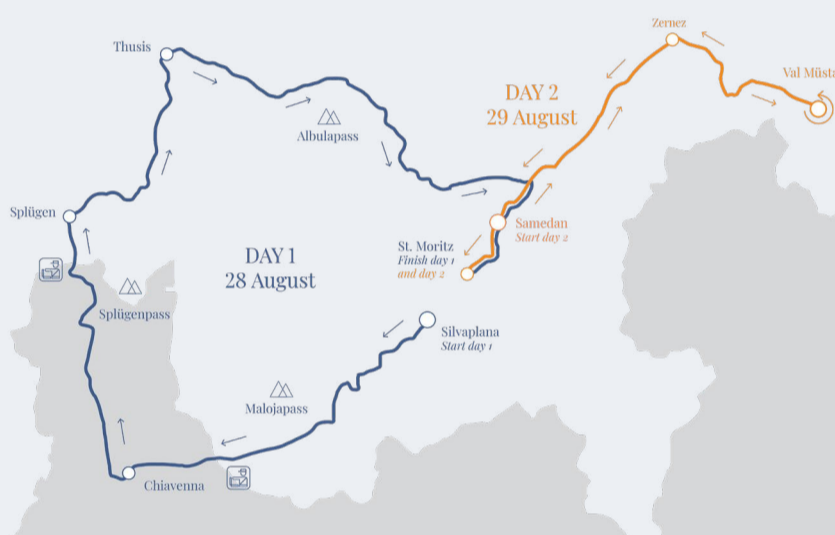 Zernez
Thusis
Val Müsta
DAY 2
29 August
Albulapass
Splügen
Samedan
Start day 2
St. Moritz
Finish day 1
and day 2
DAY 1
28 August
Splügenpass
Silvaplana
Start day 1
Malojapass
Chiavenna